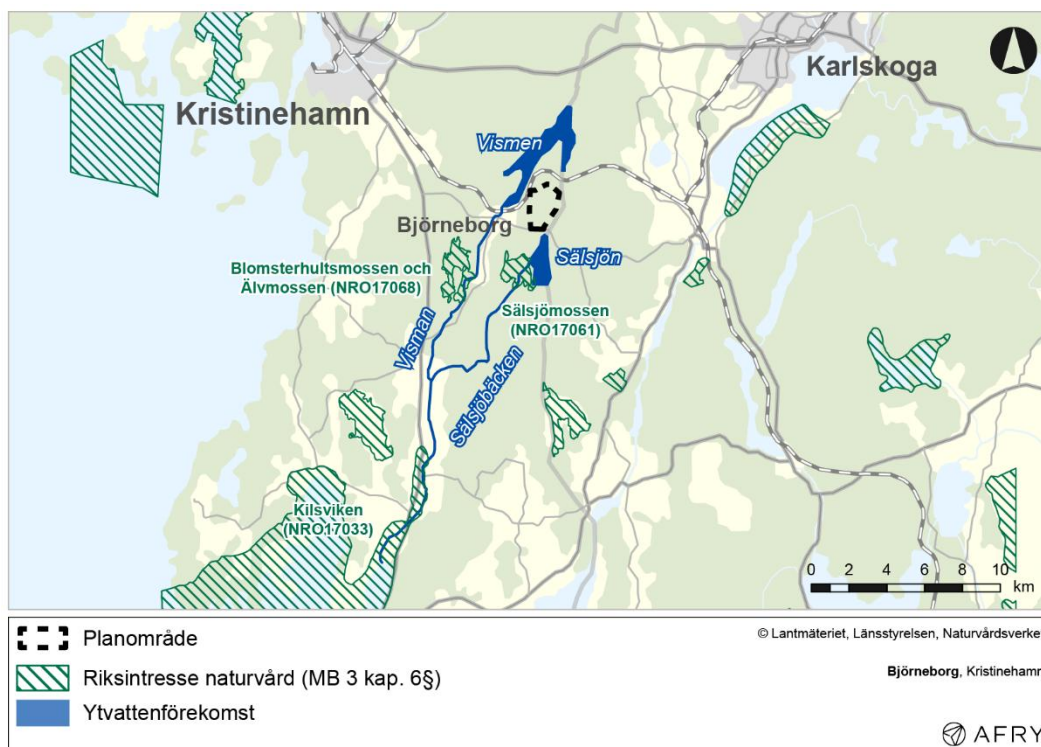 Kristinehamn
Karlskoga
Vismen
Björneborg
Sälsjön
Blomsterhultsmossen och
Älvmossen (NRO17068)
Sälsjömossen
(NRO17061)
Visman
Sälsjöbäcken
Kilsviken
(NRO17033)
0 2 4 6 8 10
km
Planområde
Riksintresse naturvård (MB 3 kap. 6§)
Ytvattenförekomst
© Lantmäteriet, Länsstyrelsen, Naturvårdsverke
Björneborg, Kristinehamn
AFRY